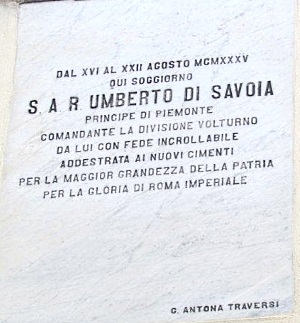 DAL XVI AL XXII AGOSTO MCMXXXV
QUI SOGGIORNO
S. A. R. UMBERTO DI SAVOIA
PRINCIPE DI PIEMONTE
COMANDANTE LA DIVISIONE VOLTURNO
DA LUI CON FEDE INCROLLABILE
ADDESTRATA AI NUOVI CIMENTI
PER LA MAGGIOR GRANDEZZA DELLA PATRIA
PER LA GLORIA DI ROMA IMPERIALE
G. ANTONA TRAVERSI